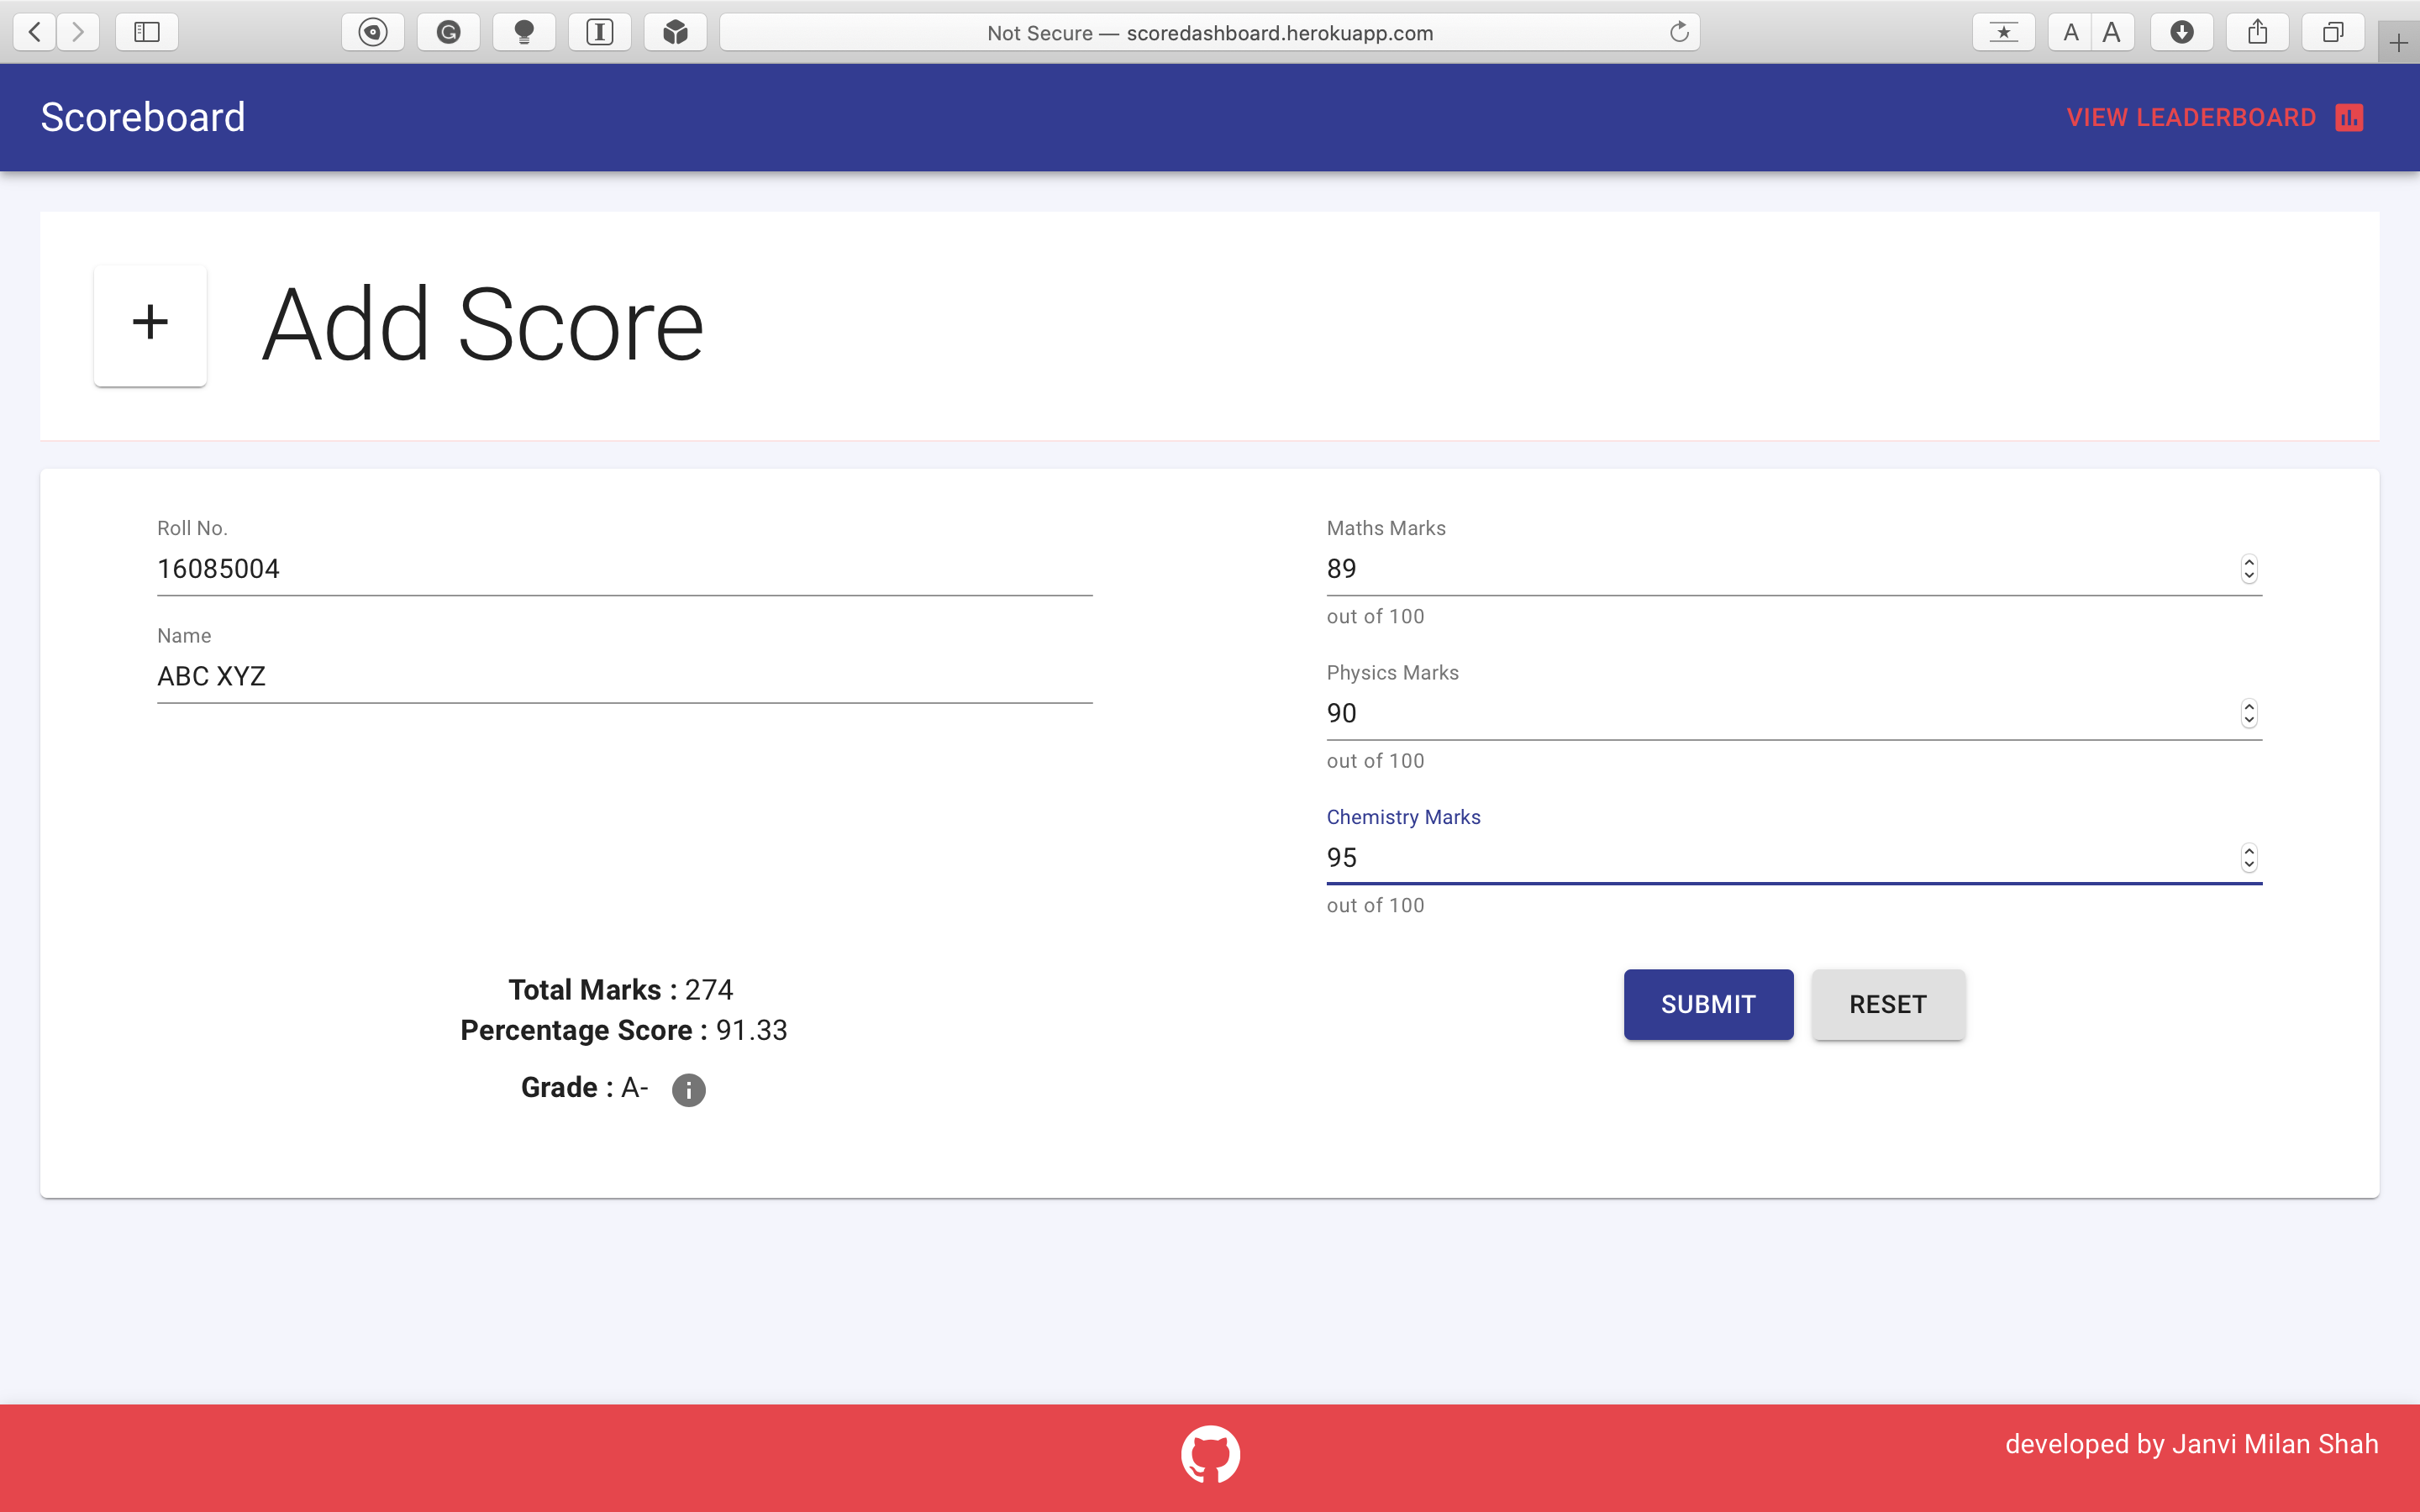 Not Secure — scoredashboard.herokuapp.com
A A
Scoreboard
VIEW LEADERBOARD
+ Add Score
Roll No.
16085004
Name
ABC XYZ
Maths Marks
89
out of 100
Physics Marks
90
out of 100
Chemistry Marks
95
out of 100
Total Marks : 274
Percentage Score : 91.33
Grade : A-
SUBMIT
RESET
developed by Janvi Milan Shah